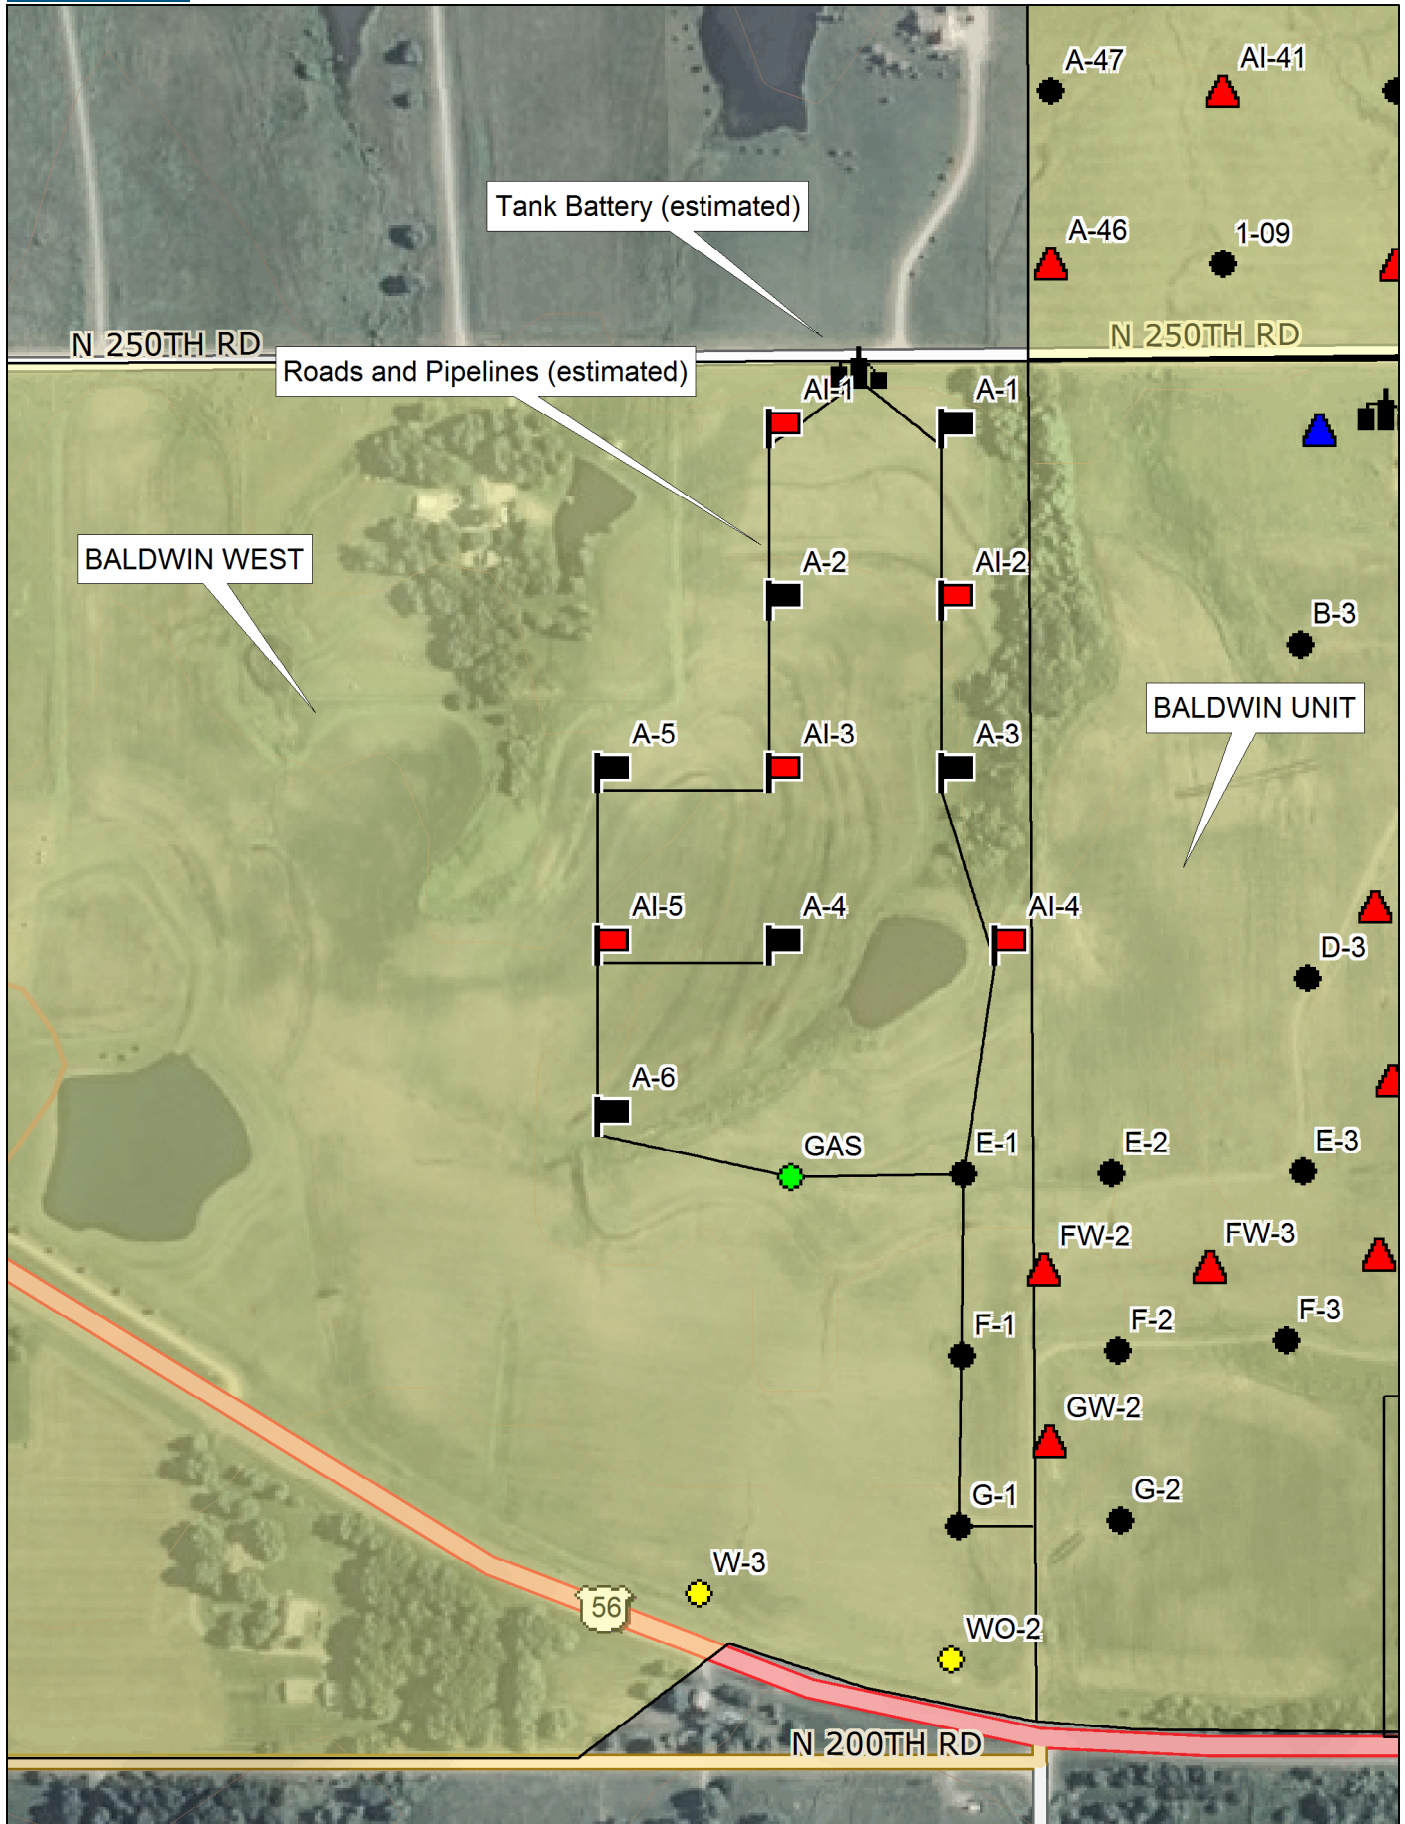 A-47
AI-41
Tank Battery (estimated)
A-46
1-09
N 250TH RD
N 250TH RD
Roads and Pipelines (estimated)
AI-1
A-1
BALDWIN WEST
A-2
AI-2
B-3
BALDWIN UNIT
A-5
AI-3
A-3
AI-5
A-4
AI-4
D-3
A-6
GAS
E-1
E-2
E-3
FW-2
FW-3
F-1
F-2
F-3
GW-2
G-1
G-2
W-3
56
WO-2
N 200TH RD